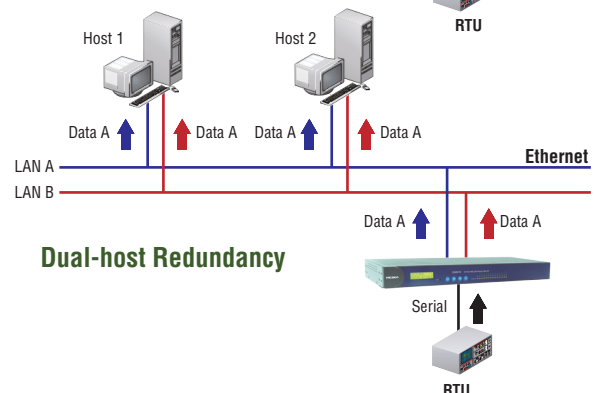 RTU
Host 1
Host 2
Data A
Data A
Data A
Data A
LAN A
Ethernet
LAN B
Data A
Data A
Dual-host Redundancy
Serial
RTU